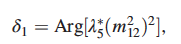 δ₁ = Arg[λ₅*(m₁₂²)²],